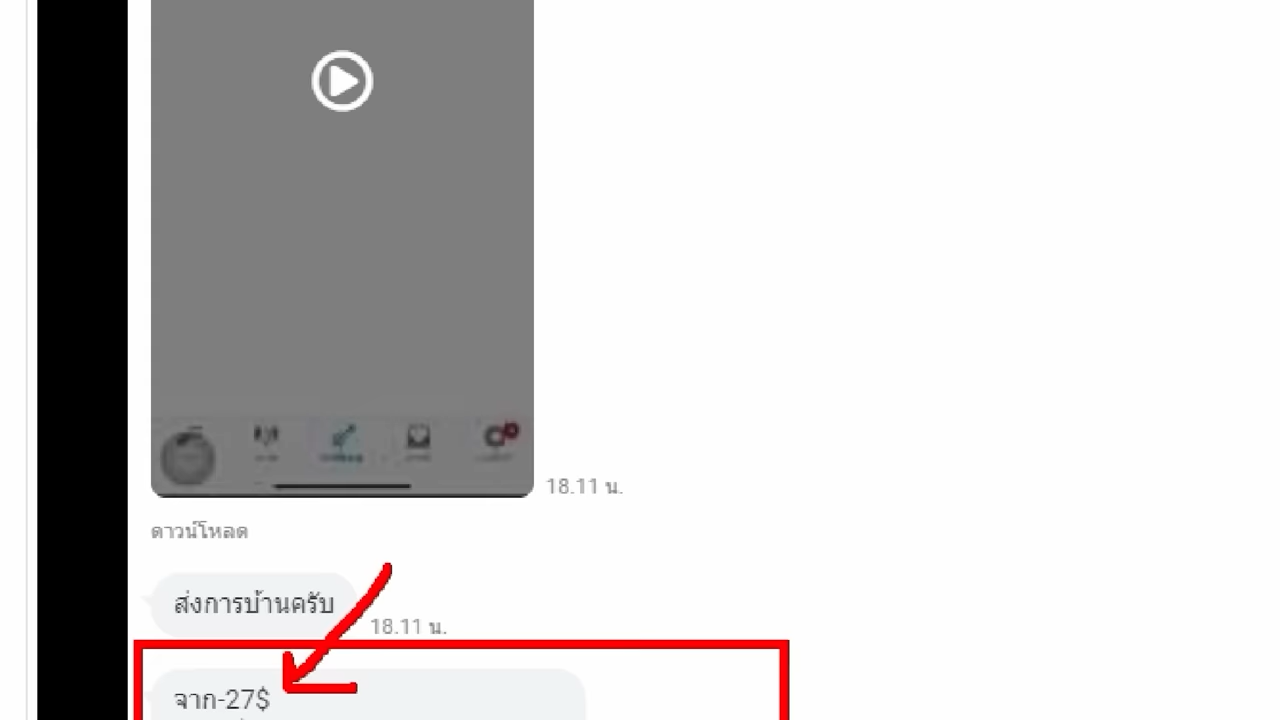 18.11 น.
ดาวน์โหลด
ส่งการบ้านครับ
18.11 น.
จาก-27$